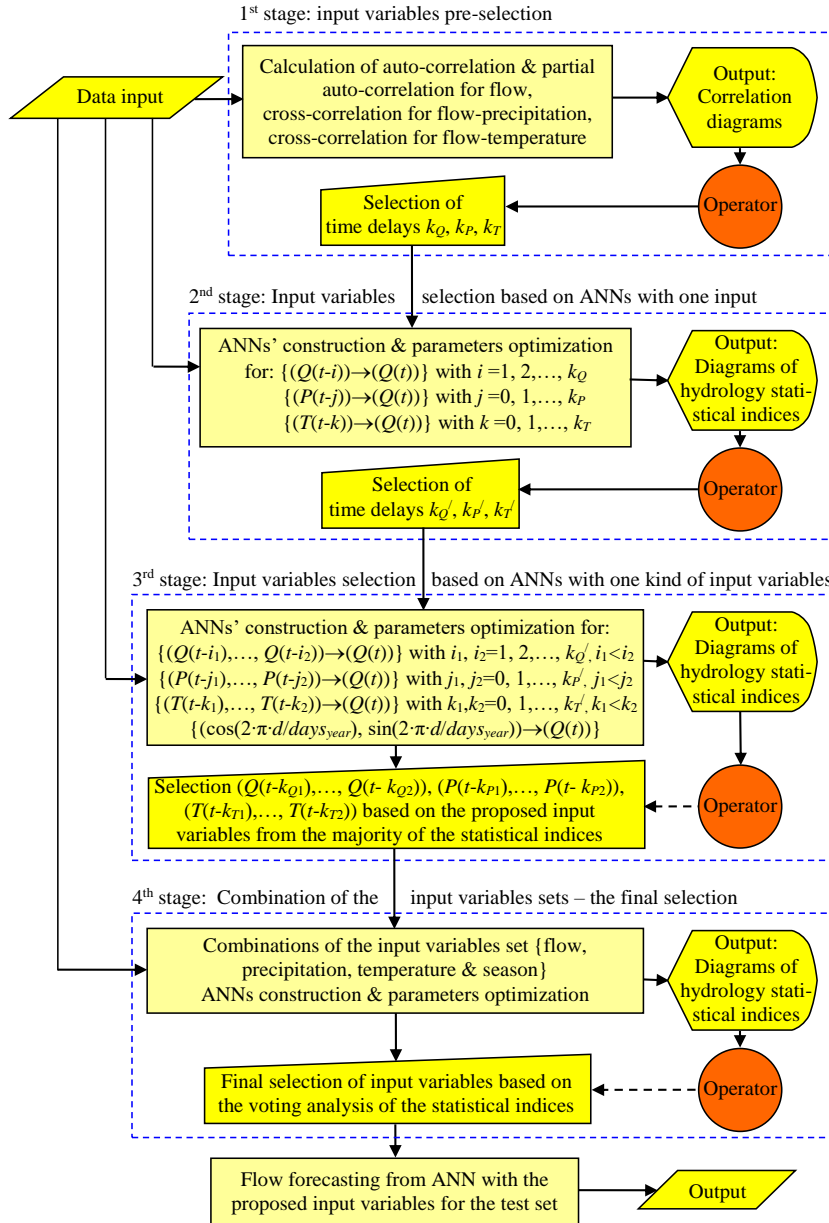 1st stage: input variables pre-selection
Data input
Calculation of auto-correlation & partial
auto-correlation for flow,
cross-correlation for flow-precipitation,
cross-correlation for flow-temperature
Output:
Correlation
diagrams
Operator
Selection of
time delays kQ, kP, kT
2nd stage: Input variables selection based on ANNs with one input
ANNs’ construction & parameters optimization
for: {(Q(t-i))→(Q(t))} with i =1, 2,…, kQ
{(P(t-j))→(Q(t))} with j =0, 1,…, kP
{(T(t-k))→(Q(t))} with k =0, 1,…, kT
Output:
Diagrams of
hydrology stati-
stical indices
Operator
Selection of
time delays kQ/, kP/, kT/
3rd stage: Input variables selection based on ANNs with one kind of input variables
ANNs’ construction & parameters optimization for:
{(Q(t-i1),…, Q(t-i2))→(Q(t))} with i1, i2=1, 2,…, kQ/, i1<i2
{(P(t-j1),…, P(t-j2))→(Q(t))} with j1, j2=0, 1,…, kP/, j1<j2
{(T(t-k1),…, T(t-k2))→(Q(t))} with k1,k2=0, 1,…, kT/, k1<k2
{(cos(2·π·d/daysyear), sin(2·π·d/daysyear))→(Q(t)}
Output:
Diagrams of
hydrology stati-
stical indices
Operator
Selection (Q(t-kQ1),…, Q(t- kQ2)), (P(t-kP1),…, P(t- kP2)),
(T(t-kT1),…, T(t-kT2)) based on the proposed input
variables from the majority of the statistical indices
4th stage: Combination of the input variables sets – the final selection
Combinations of the input variables set {flow,
precipitation, temperature & season}
ANNs construction & parameters optimization
Output:
Diagrams of
hydrology stati-
stical indices
Operator
Final selection of input variables based on
the voting analysis of the statistical indices
Flow forecasting from ANN with the
proposed input variables for the test set
Output